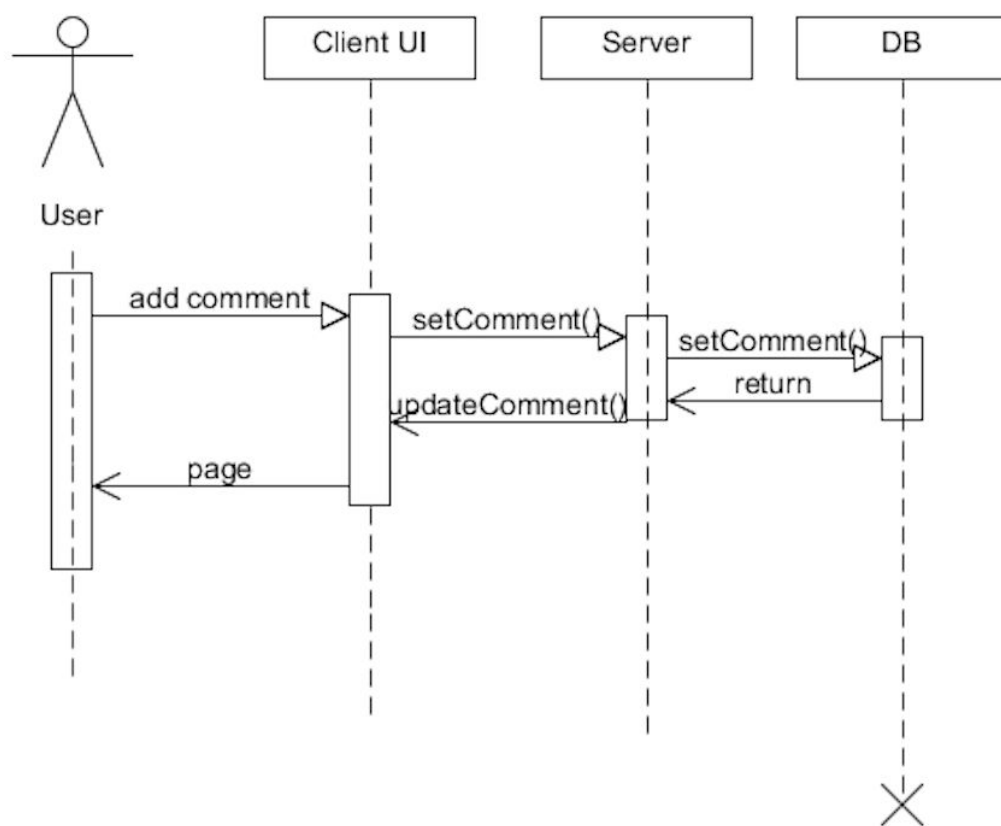 Client UI
Server
DB
User
add comment
setComment()
setComment()
return
updateComment()
page